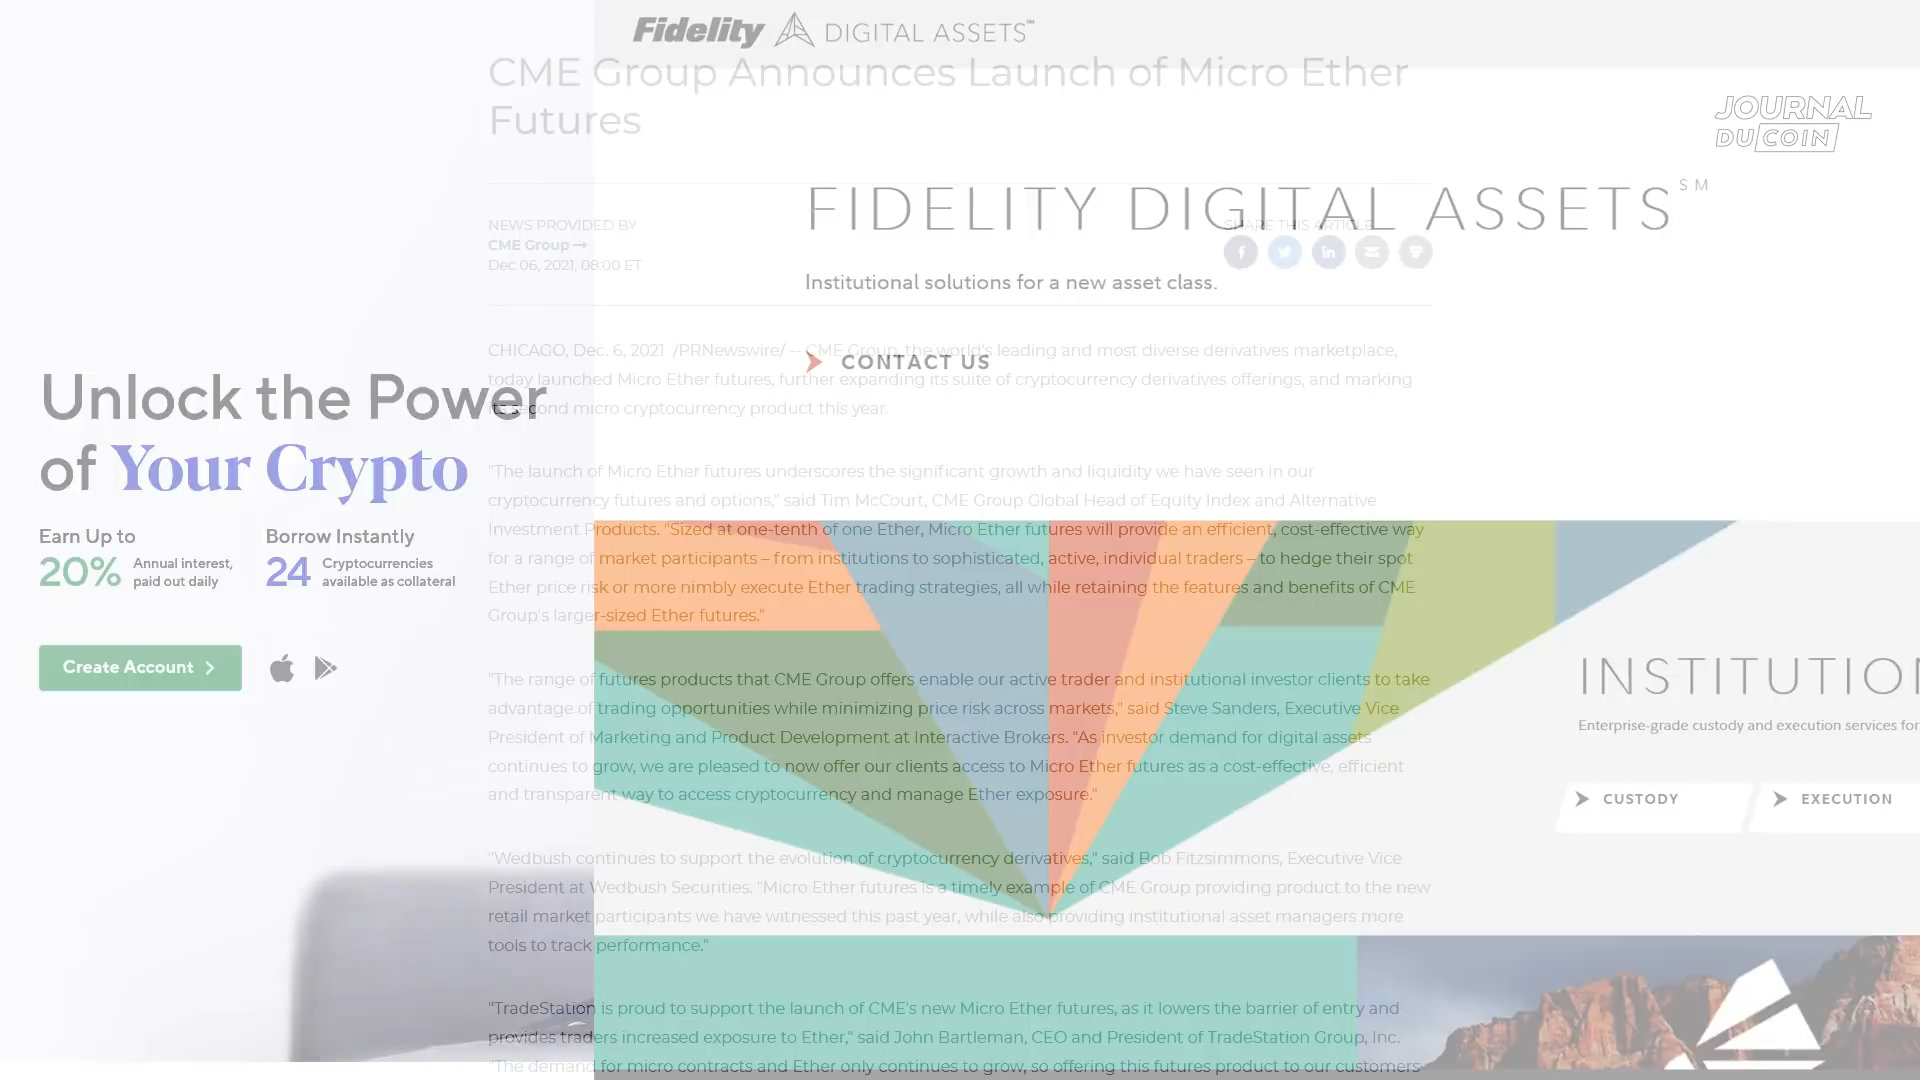 Fidelity DIGITAL ASSETS℠
CME Group Announces Launch of Micro Ether
Futures
JOURNAL
DU COIN
FIDELITY DIGITAL ASSETS SM
NEWS PROVIDED BY
CME Group
Dec 06, 2021, 08:00 ET
SHARE THIS ARTICLE
Institutional solutions for a new asset class.
CONTACT US
CHICAGO, Dec. 6, 2021 /PRNewswire/ -- CME Group, the world's leading and most diverse derivatives marketplace,
today launched Micro Ether futures, further expanding its suite of cryptocurrency derivatives offerings, and marking
its second micro cryptocurrency product this year.
Unlock the Power
of Your Crypto
Earn Up to
20% Annual interest,
paid out daily
Borrow Instantly
24 Cryptocurrencies
available as collateral
Create Account
"The launch of Micro Ether futures underscores the significant growth and liquidity we have seen in our
cryptocurrency futures and options," said Tim McCourt, CME Group Global Head of Equity Index and Alternative
Investment Products. "Sized at one-tenth of one Ether, Micro Ether futures will provide an efficient, cost-effective way
for a range of market participants – from institutions to sophisticated, active, individual traders – to hedge their spot
Ether price risk or more nimbly execute Ether trading strategies, all while retaining the features and benefits of CME
Group's larger-sized Ether futures."
"The range of futures products that CME Group offers enable our active trader and institutional investor clients to take
advantage of trading opportunities while minimizing price risk across markets," said Steve Sanders, Executive Vice
President of Marketing and Product Development at Interactive Brokers. "As investor demand for digital assets
continues to grow, we are pleased to now offer our clients access to Micro Ether futures as a cost-effective, efficient
and transparent way to access cryptocurrency and manage Ether exposure."
INSTITUTION
Enterprise-grade custody and execution services for
CUSTODY
EXECUTION
"Wedbush continues to support the evolution of cryptocurrency derivatives," said Bob Fitzsimmons, Executive Vice
President at Wedbush Securities. "Micro Ether futures is a timely example of CME Group providing product to the new
retail market participants we have witnessed this past year, while also providing institutional asset managers more
tools to track performance."
"TradeStation is proud to support the launch of CME's new Micro Ether futures, as it lowers the barrier of entry and
provides traders increased exposure to Ether," said John Bartleman, CEO and President of TradeStation Group, Inc.
"The demand for micro contracts and Ether only continues to grow, so offering this futures product to our customers